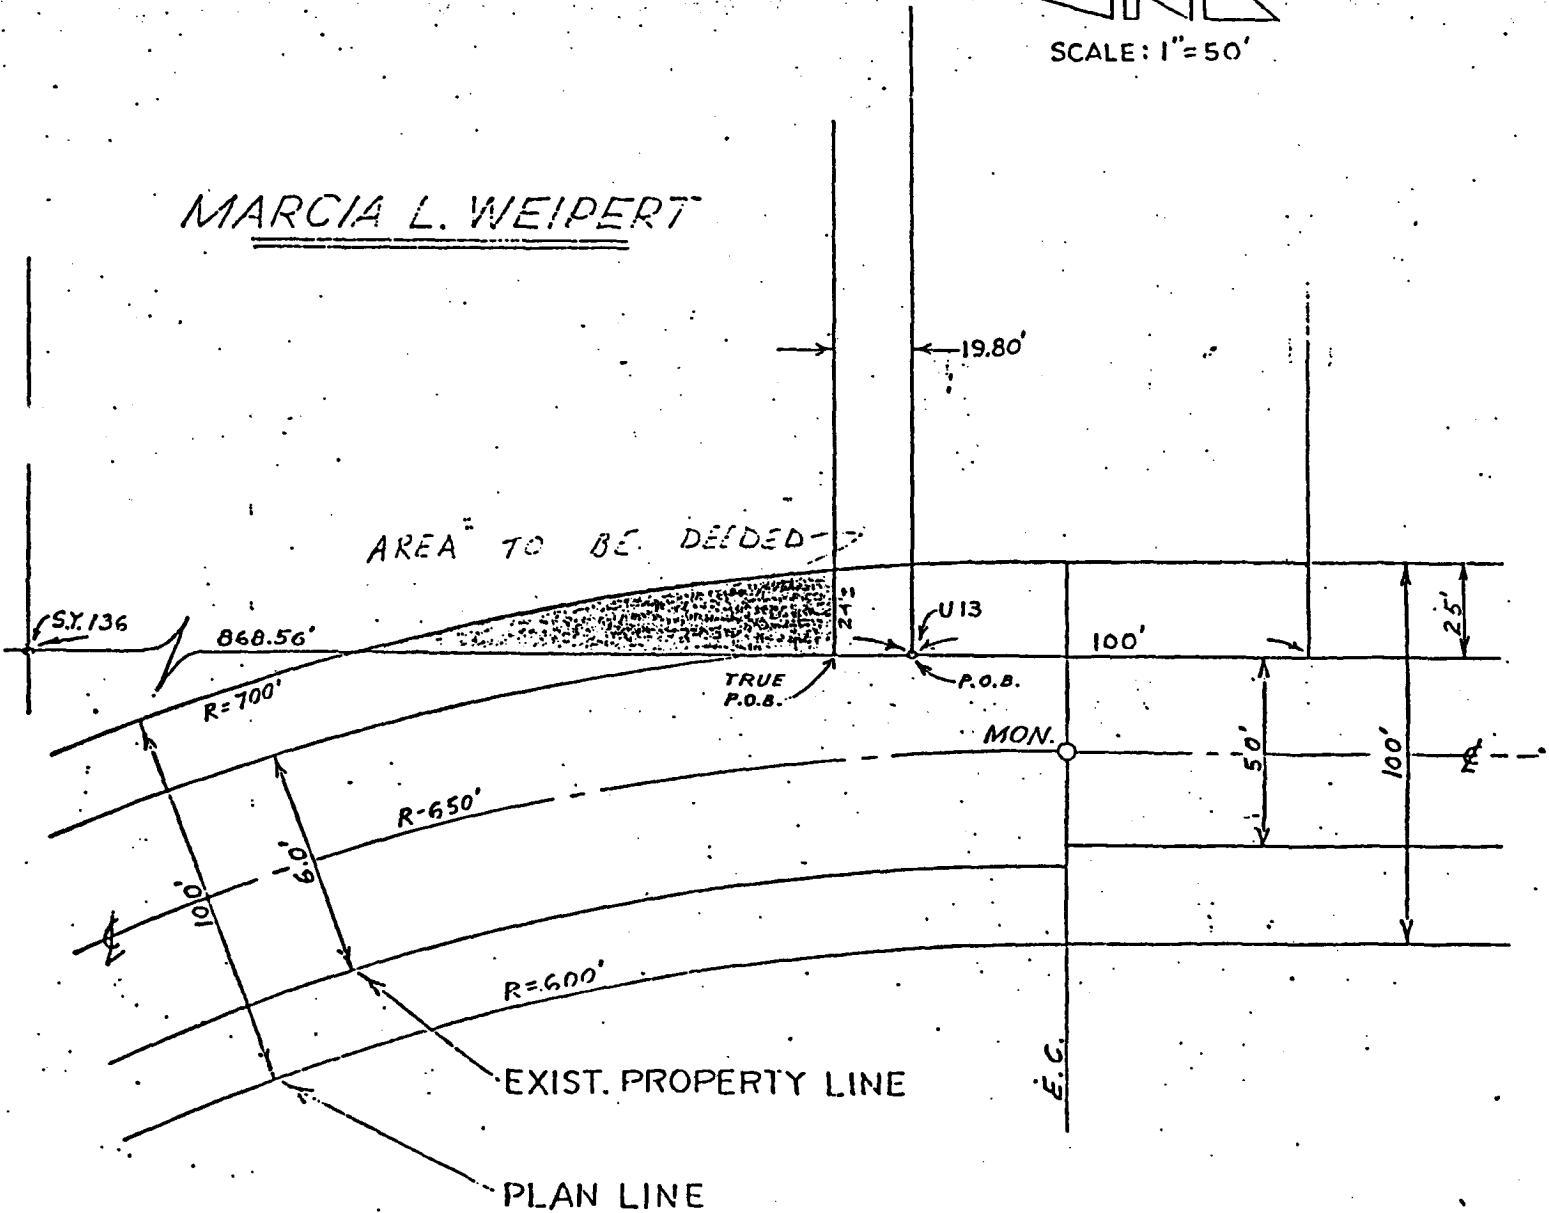 SCALE: 1"=50'
MARCIA L. WEIPERT
19.80'
AREA TO BE DEEDED
S.Y.136
868.56'
24'±
U13
100'
25'
R=700'
TRUE
P.O.B.
P.O.B.
MON.
50'
100'
R-650'
60'
100'
R=600'
EXIST. PROPERTY LINE
E.C.
PLAN LINE